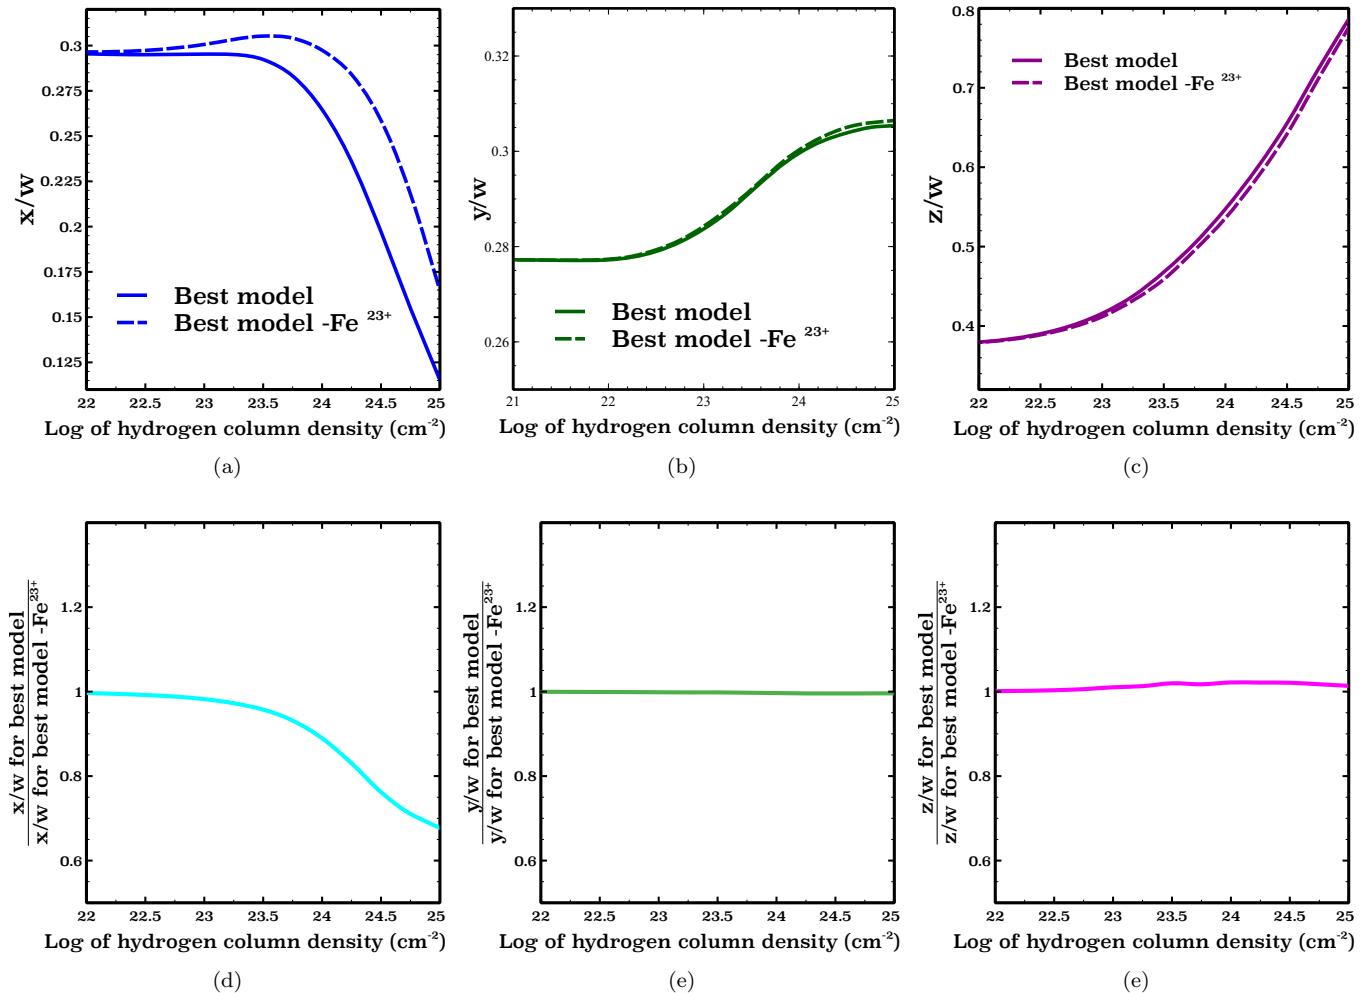 0.3
0.275
0.25
0.225
0.2
0.175
0.15
0.125
x/w
Best model
Best model -Fe 23+
22 22.5 23 23.5 24 24.5 25
Log of hydrogen column density (cm-2)
(a)
0.32
0.3
0.28
0.26
y/w
Best model
Best model -Fe 23+
21 22 23 24 25
Log of hydrogen column density (cm-2)
(b)
0.8
0.7
0.6
0.5
0.4
z/w
Best model
Best model -Fe 23+
22 22.5 23 23.5 24 24.5 25
Log of hydrogen column density (cm-2)
(c)
1.2
1
0.8
0.6
x/w for best model
x/w for best model -Fe23+
22 22.5 23 23.5 24 24.5 25
Log of hydrogen column density (cm-2)
(d)
1.2
1
0.8
0.6
y/w for best model
y/w for best model -Fe23+
22 22.5 23 23.5 24 24.5 25
Log of hydrogen column density (cm-2)
(e)
1.2
1
0.8
0.6
z/w for best model
z/w for best model -Fe23+
22 22.5 23 23.5 24 24.5 25
Log of hydrogen column density (cm-2)
(e)